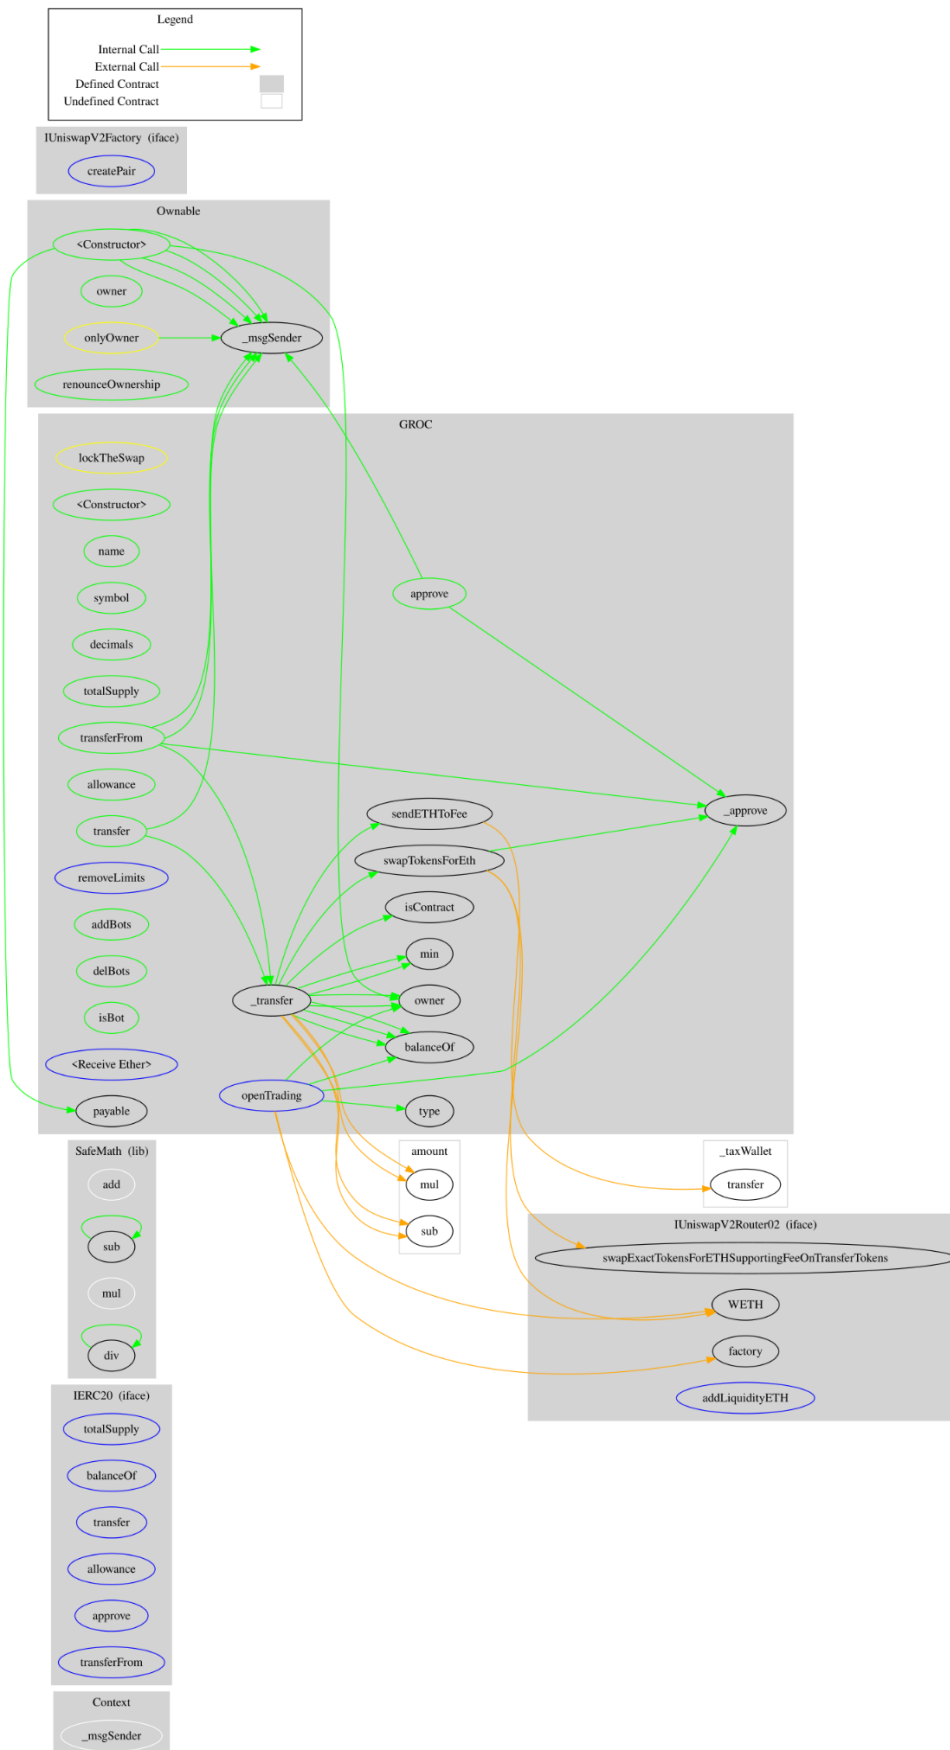 Legend
Internal Call
External Call
Defined Contract
Undefined Contract
IUniswapV2Factory (iface)
createPair
Ownable
<Constructor>
owner
onlyOwner
_msgSender
renounceOwnership
GROC
lockTheSwap
<Constructor>
name
approve
symbol
decimals
totalSupply
transferFrom
allowance
_approve
sendETHToFee
transfer
swapTokensForEth
removeLimits
isContract
addBots
min
delBots
_transfer
owner
isBot
balanceOf
<Receive Ether>
openTrading
type
payable
SafeMath (lib)
amount
_taxWallet
add
mul
transfer
IUniswapV2Router02 (iface)
sub
sub
swapExactTokensForETHSupportingFeeOnTransferTokens
mul
WETH
div
factory
IERC20 (iface)
addLiquidityETH
totalSupply
balanceOf
transfer
allowance
approve
transferFrom
Context
_msgSender